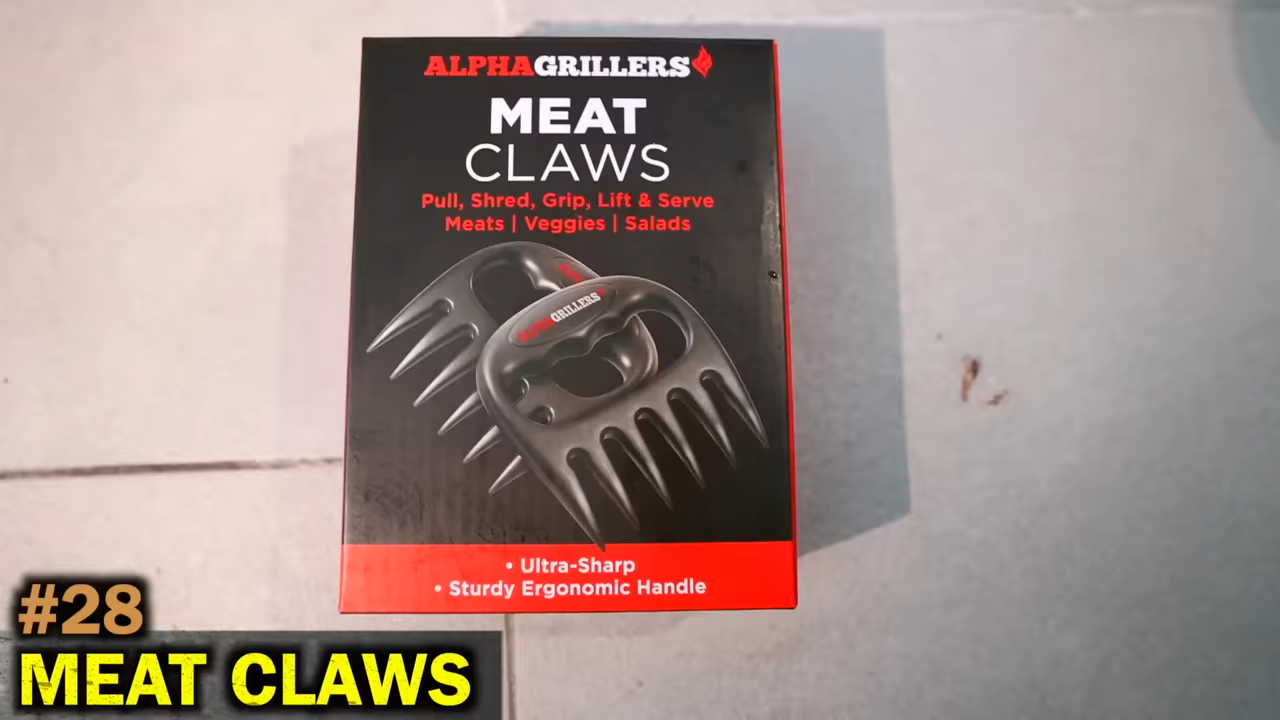 ALPHAGRILLERS
MEAT
CLAWS
Pull, Shred, Grip, Lift & Serve
Meats | Veggies | Salads
ALPHAGRILLERS
• Ultra-Sharp
• Sturdy Ergonomic Handle
#28
MEAT CLAWS